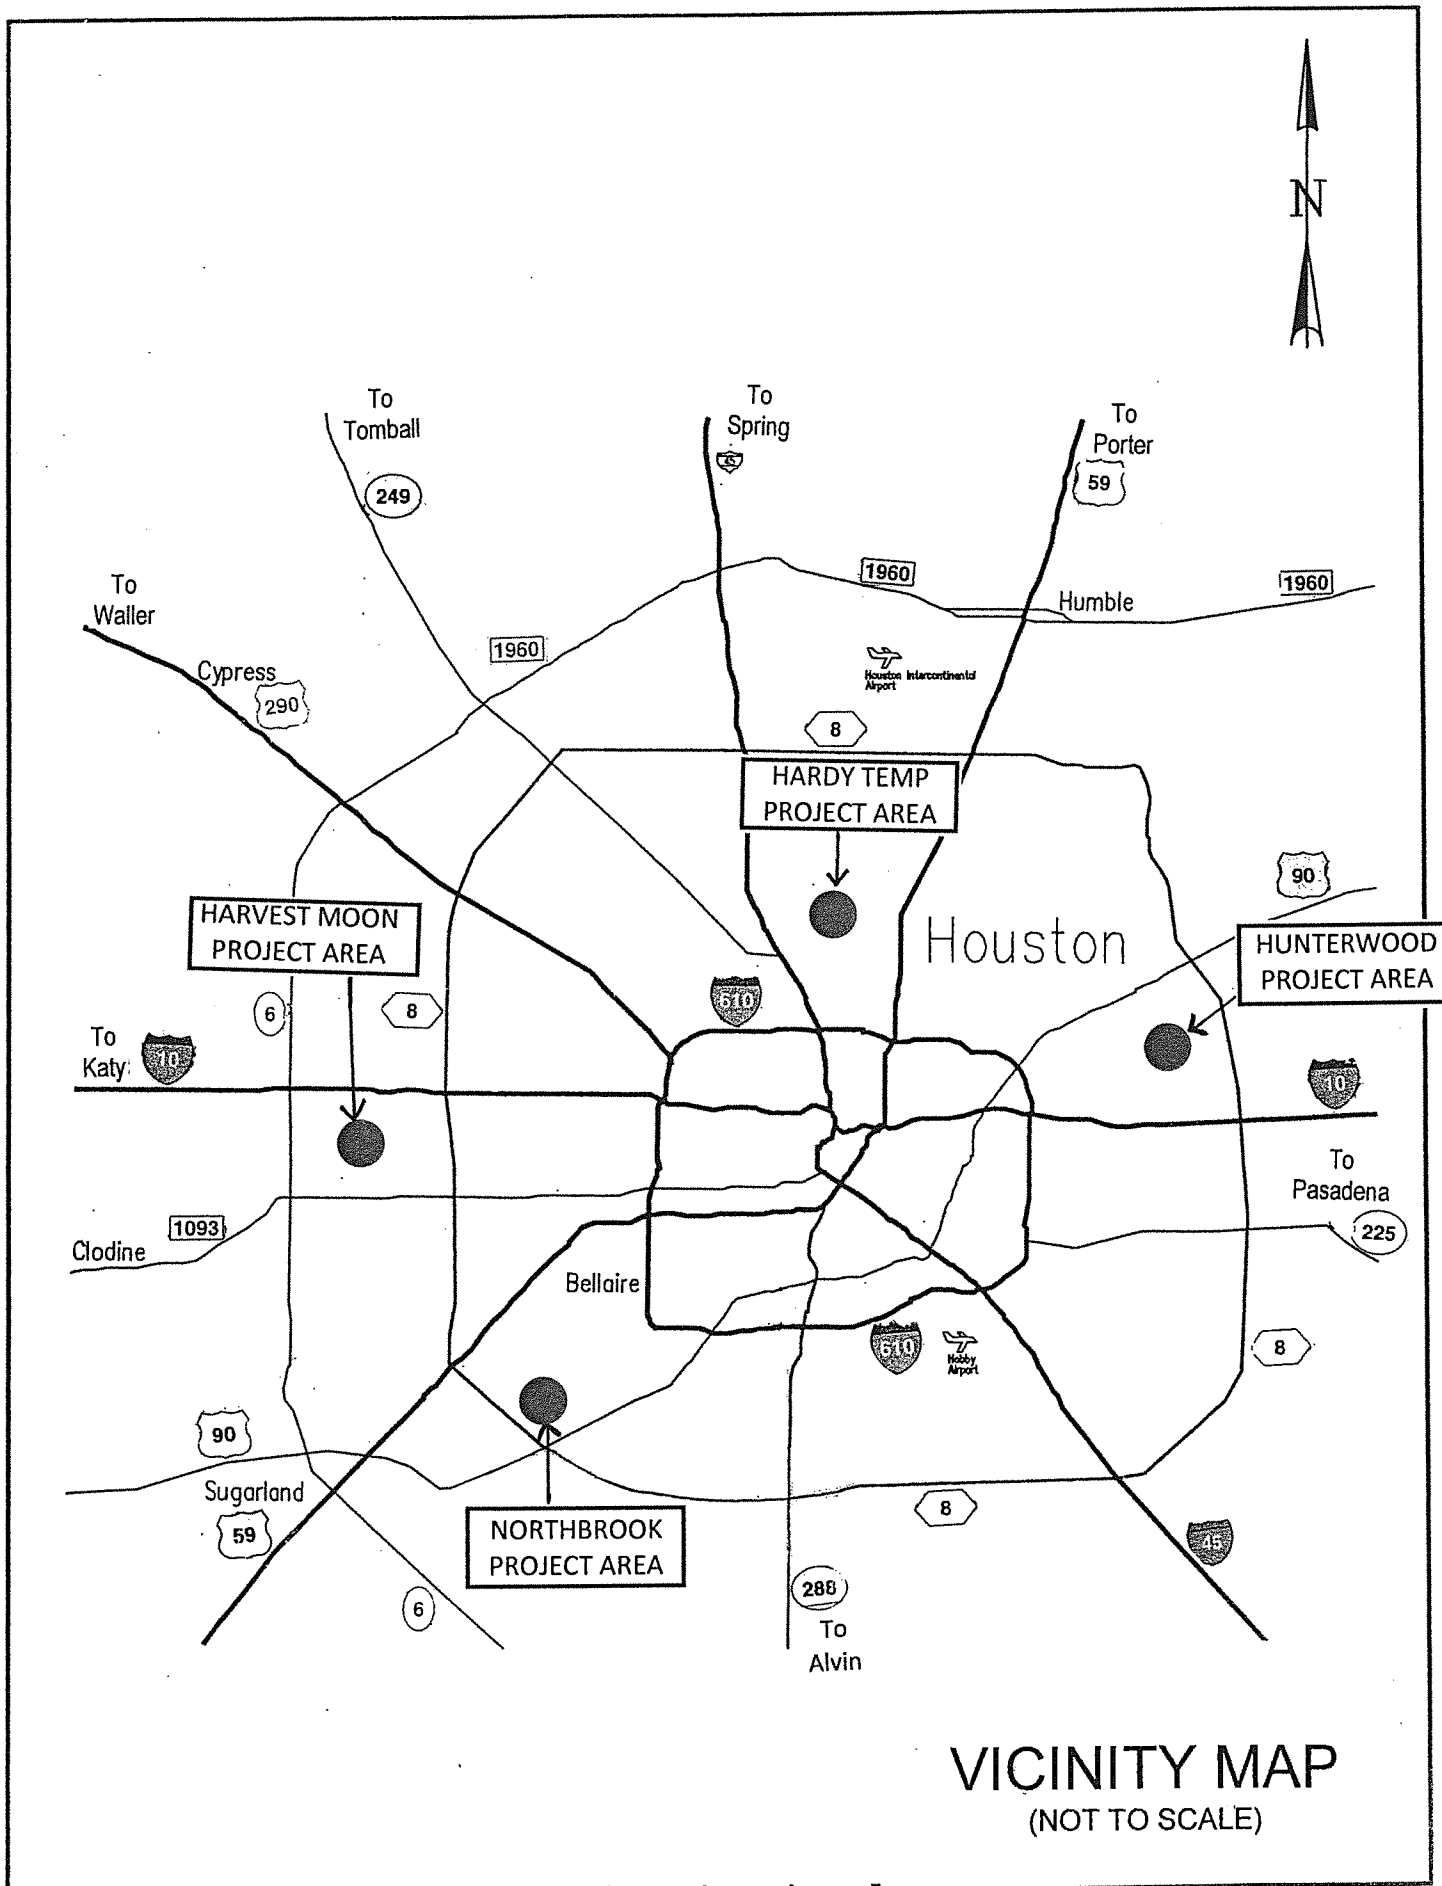 N
To
Tomball
249
To
Spring
45
To
Porter
59
To
Waller
1960
1960
Humble
1960
Cypress
290
Houston Intercontinental
Airport
8
HARDY TEMP
PROJECT AREA
90
HARVEST MOON
PROJECT AREA
Houston
HUNTERWOOD
PROJECT AREA
6
8
610
To
Katy
10
10
To
Pasadena
225
1093
Clodine
Bellaire
610
Hobby
Airport
8
90
Sugarland
59
NORTHBROOK
PROJECT AREA
8
45
6
288
To
Alvin
VICINITY MAP
(NOT TO SCALE)